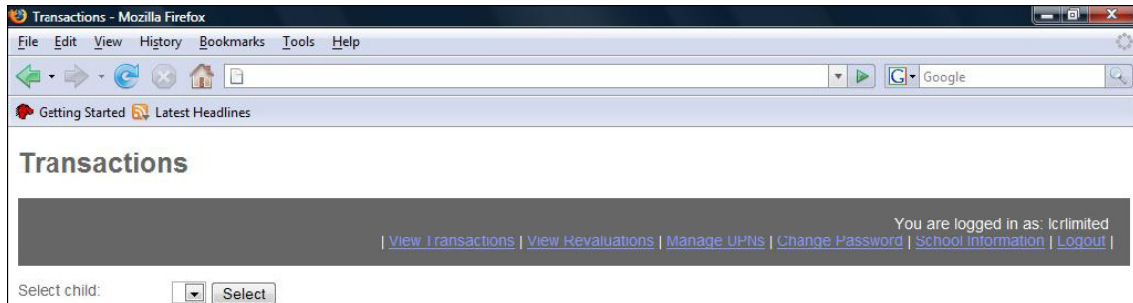 Transactions - Mozilla Firefox
File Edit View History Bookmarks Tools Help
G Google
Getting Started Latest Headlines
Transactions
You are logged in as: lcrlimited
| View Transactions | View Revaluations | Manage UPNs | Change Password | School Information | Logout |
Select child: Select